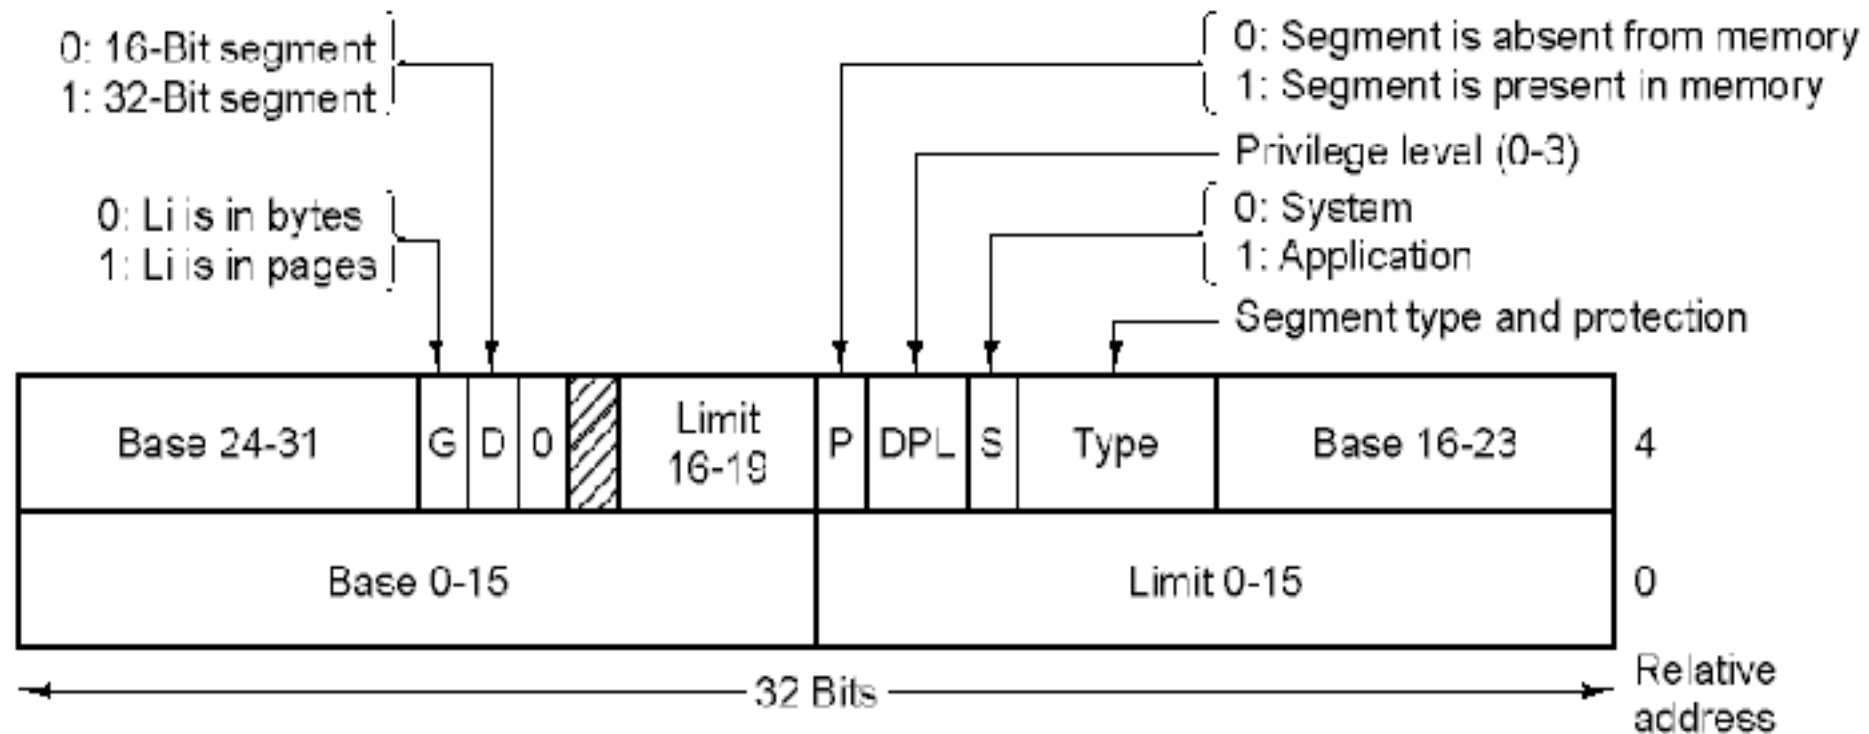 0: 16-Bit segment
1: 32-Bit segment
0: Li is in bytes
1: Li is in pages
0: Segment is absent from memory
1: Segment is present in memory
Privilege level (0-3)
0: System
1: Application
Segment type and protection
Base 24-31
G
D
0
Limit
16-19
P
DPL
S
Type
Base 16-23
4
Base 0-15
Limit 0-15
0
32 Bits
Relative
address